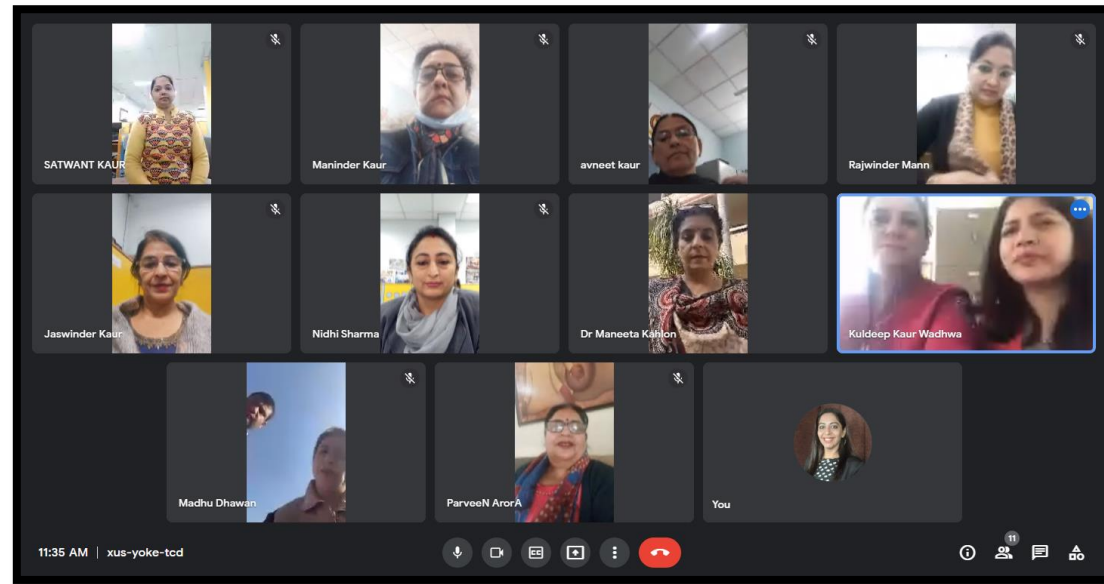 SATWANT KAUR
Maninder Kaur
avneet kaur
Rajwinder Mann
Jaswinder Kaur
Nidhi Sharma
Dr Maneeta Kahlon
Kuldeep Kaur Wadhwa
Madhu Dhawan
ParveeN ArorA
You
11:35 AM | xus-yoke-tcd
CC
11